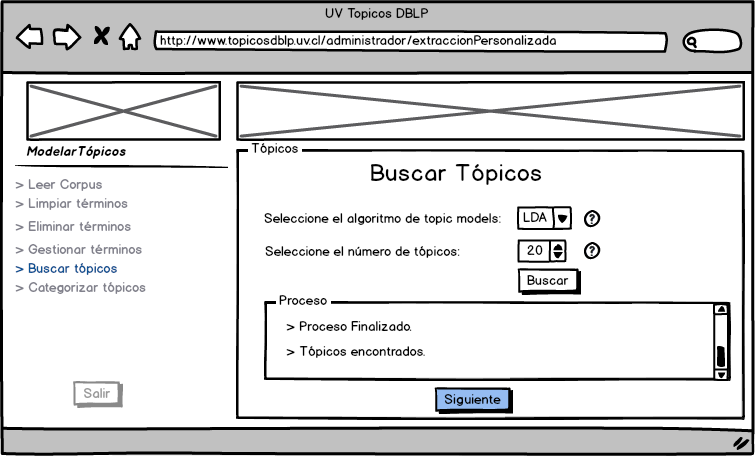 UV Topicos DBLP
http://www.topicosdblp.uv.cl/administrador/extraccionPersonalizada
Modelar Tópicos
> Leer Corpus
> Limpiar términos
> Eliminar términos
> Gestionar términos
> Buscar tópicos
> Categorizar tópicos
Salir
Tópicos
Buscar Tópicos
Seleccione el algoritmo de topic models: LDA ?
Seleccione el número de tópicos: 20 ?
Buscar
Proceso
> Proceso Finalizado.
> Tópicos encontrados.
Siguiente